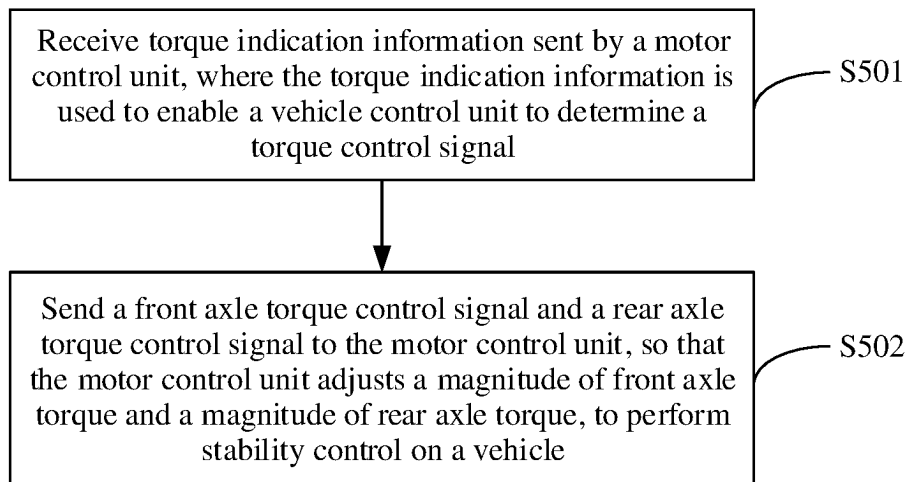 Receive torque indication information sent by a motor
control unit, where the torque indication information is
used to enable a vehicle control unit to determine a
torque control signal
S501
Send a front axle torque control signal and a rear axle
torque control signal to the motor control unit, so that
the motor control unit adjusts a magnitude of front axle
torque and a magnitude of rear axle torque, to perform
stability control on a vehicle
S502